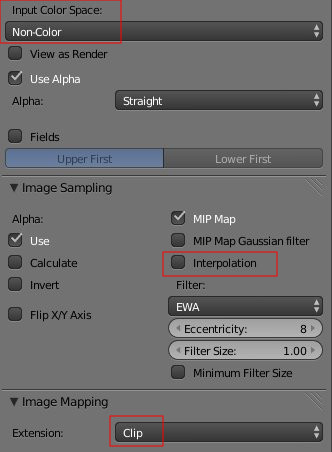 Input Color Space:
Non-Color
View as Render
Use Alpha
Alpha: Straight
Fields
Upper First Lower First
Image Sampling
Alpha: MIP Map
Use MIP Map Gaussian filter
Calculate Interpolation
Invert Filter:
Flip X/Y Axis EWA
Eccentricity: 8
Filter Size: 1.00
Minimum Filter Size
Image Mapping
Extension: Clip